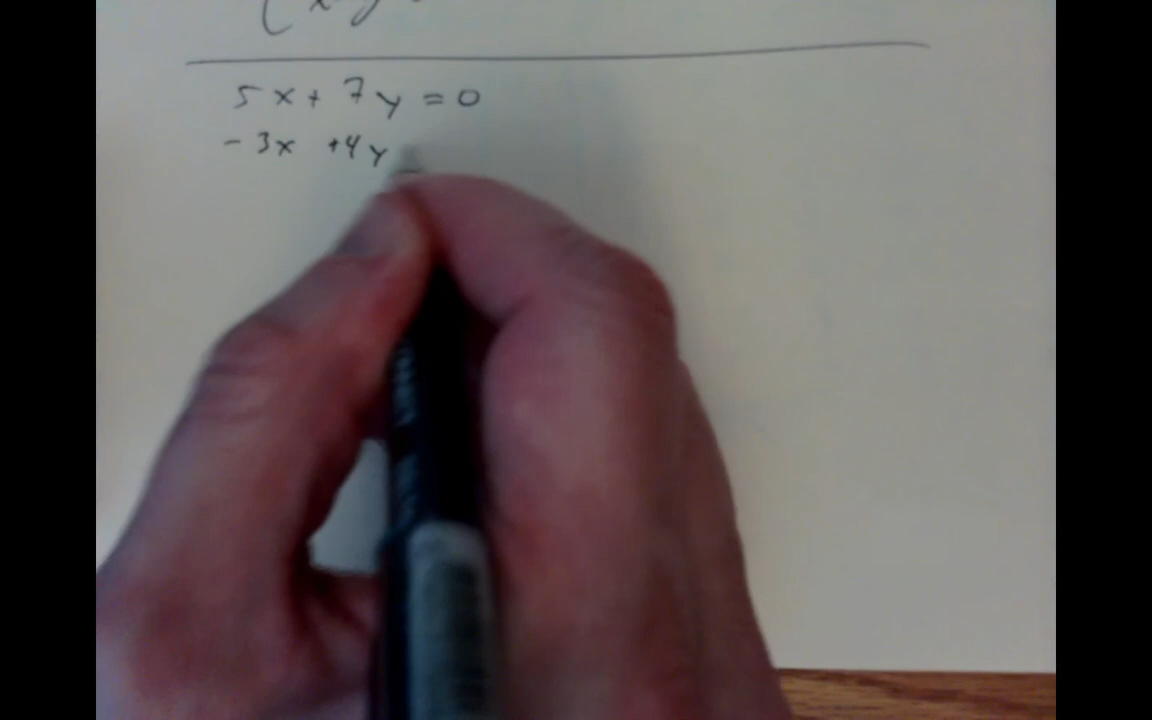 5x + 7y = 0
- 3x + 4y